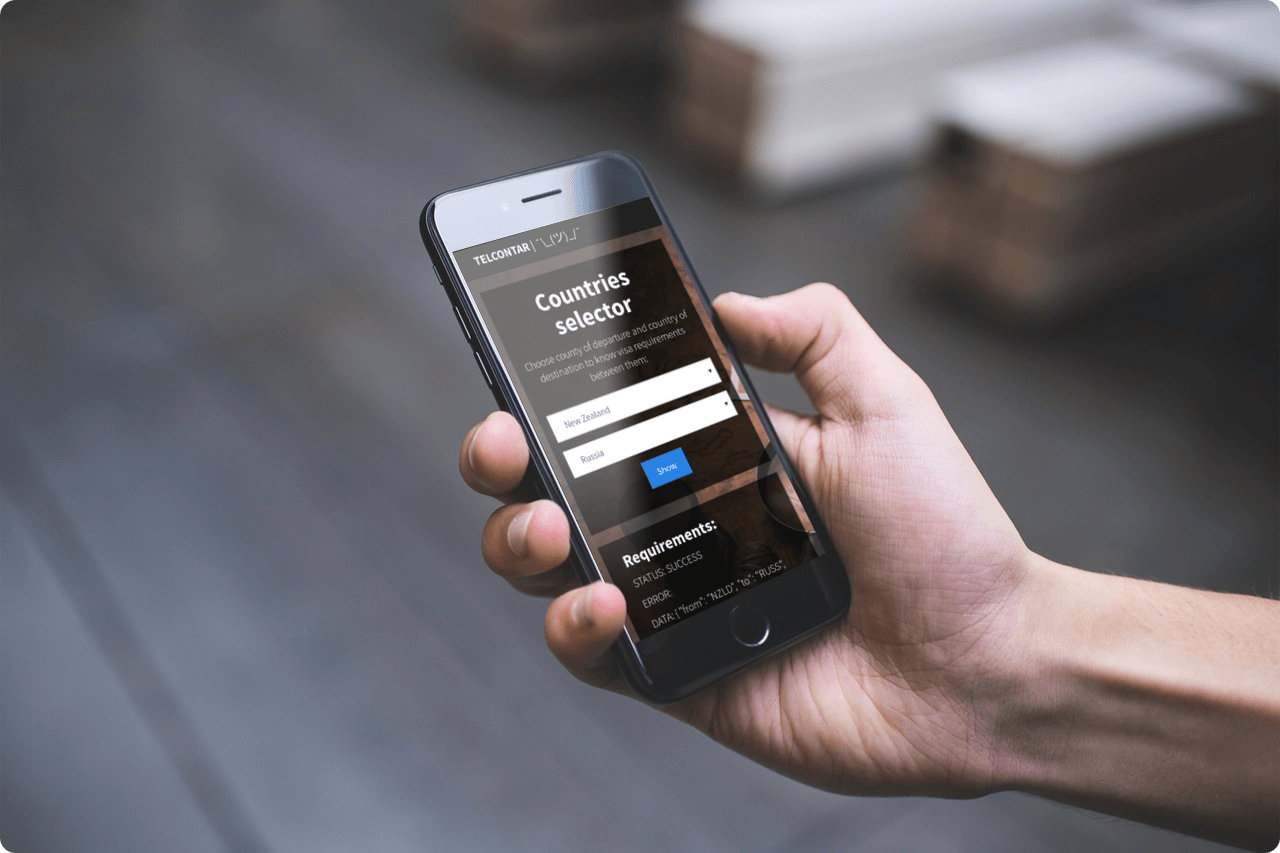 TELCONTAR | ¯\_(ツ)_/¯
Countries
selector
Choose county of departure and country of
destination to know visa requirements
between them:
New Zealand
Russia
Show
Requirements:
STATUS: SUCCESS
ERROR:
DATA: { "from": "NZLD", "to": "RUSS",